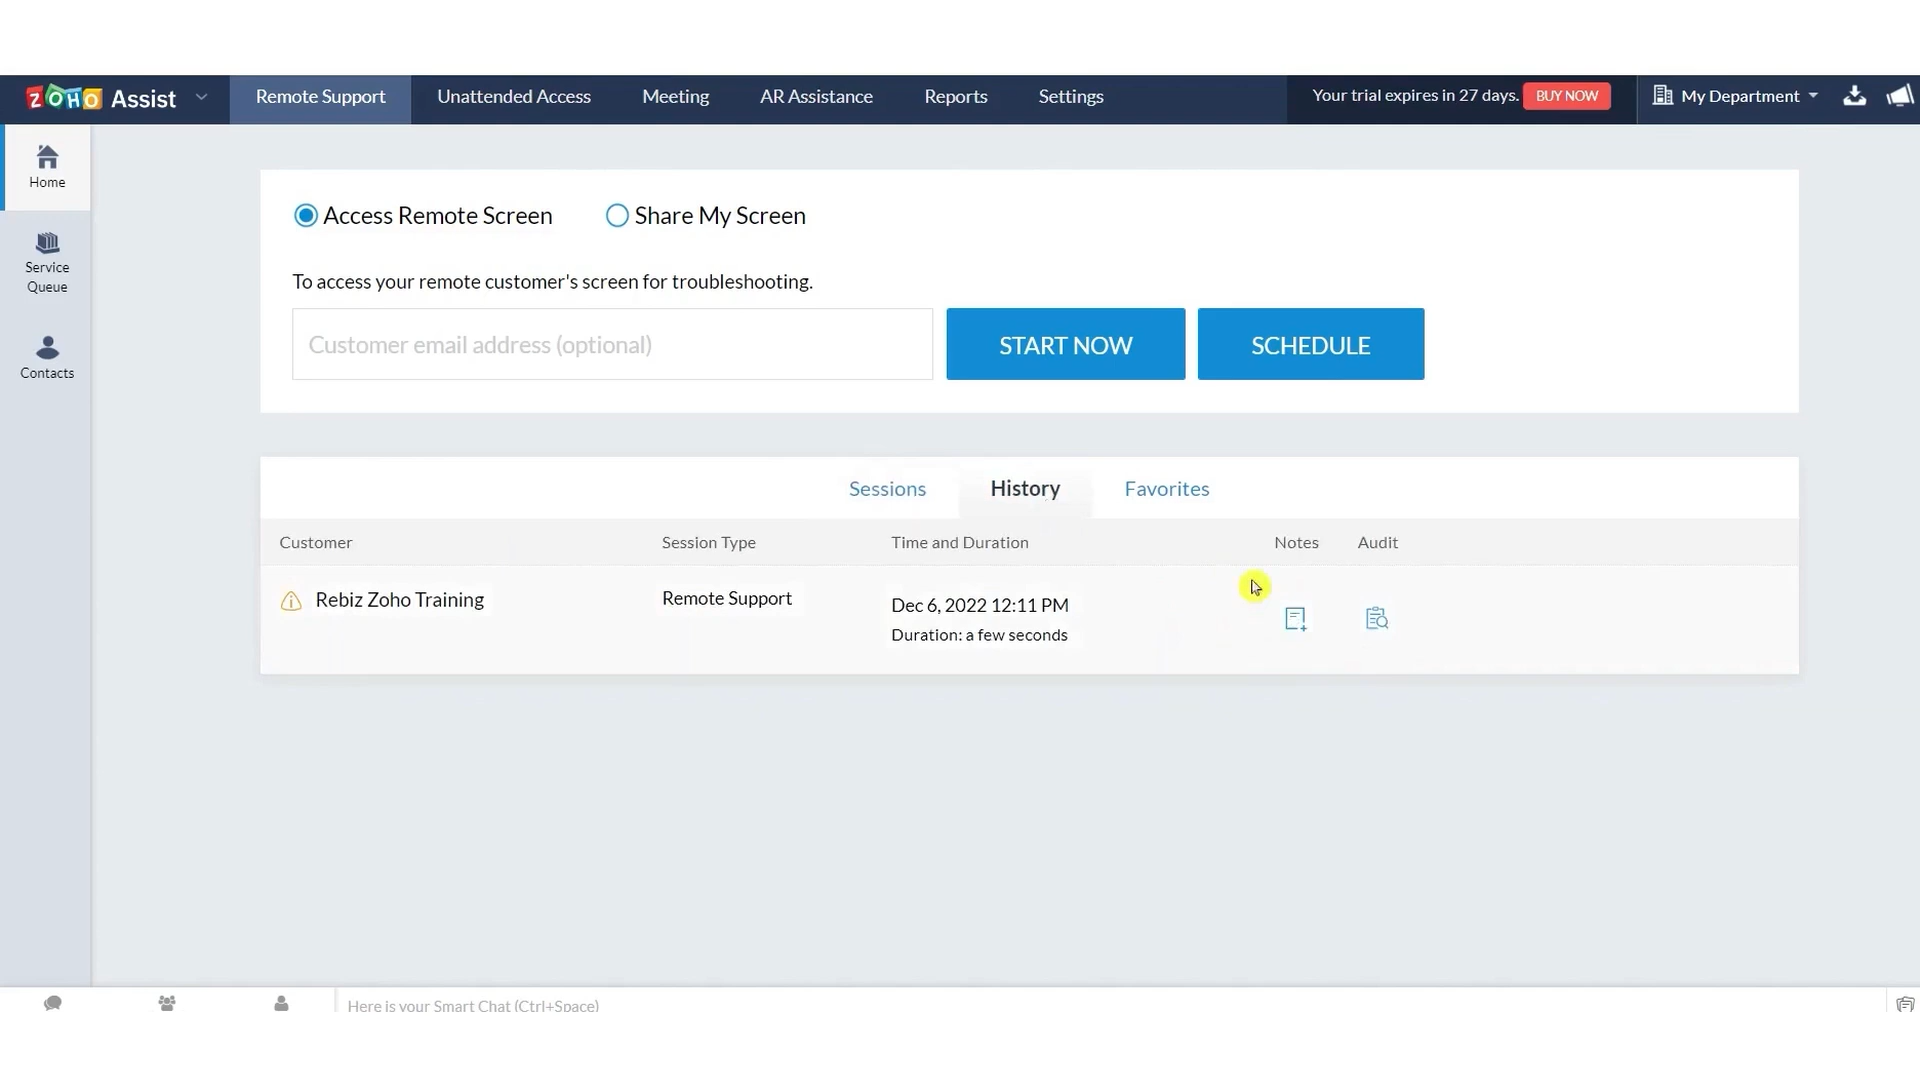 ZOHO Assist
Remote Support
Unattended Access
Meeting
AR Assistance
Reports
Settings
Your trial expires in 27 days.
BUY NOW
My Department
Home
Service
Queue
Contacts
Access Remote Screen
Share My Screen
To access your remote customer's screen for troubleshooting.
Customer email address (optional)
START NOW
SCHEDULE
Sessions
History
Favorites
Customer
Session Type
Time and Duration
Notes
Audit
Rebiz Zoho Training
Remote Support
Dec 6, 2022 12:11 PM
Duration: a few seconds
Here is your Smart Chat (Ctrl+Space)